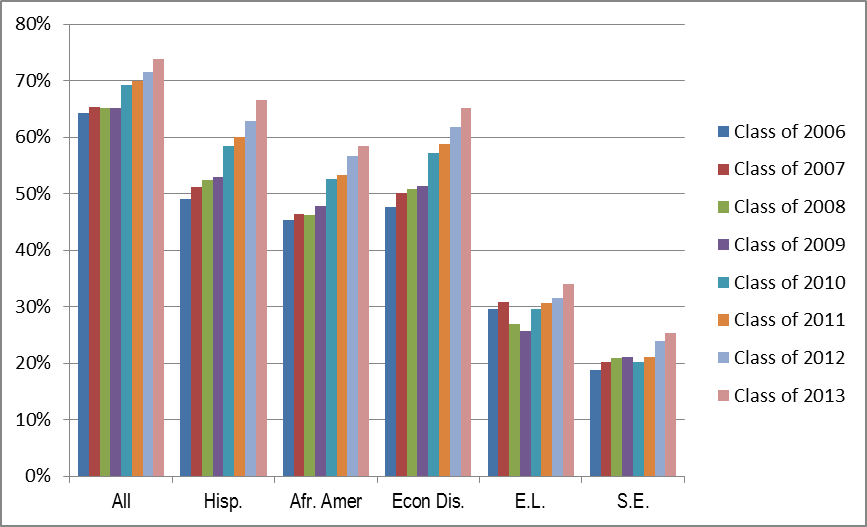 80%
70%
60%
50%
40%
30%
20%
10%
0%
All Hisp. Afr. Amer Econ Dis. E.L. S.E.
Class of 2006
Class of 2007
Class of 2008
Class of 2009
Class of 2010
Class of 2011
Class of 2012
Class of 2013